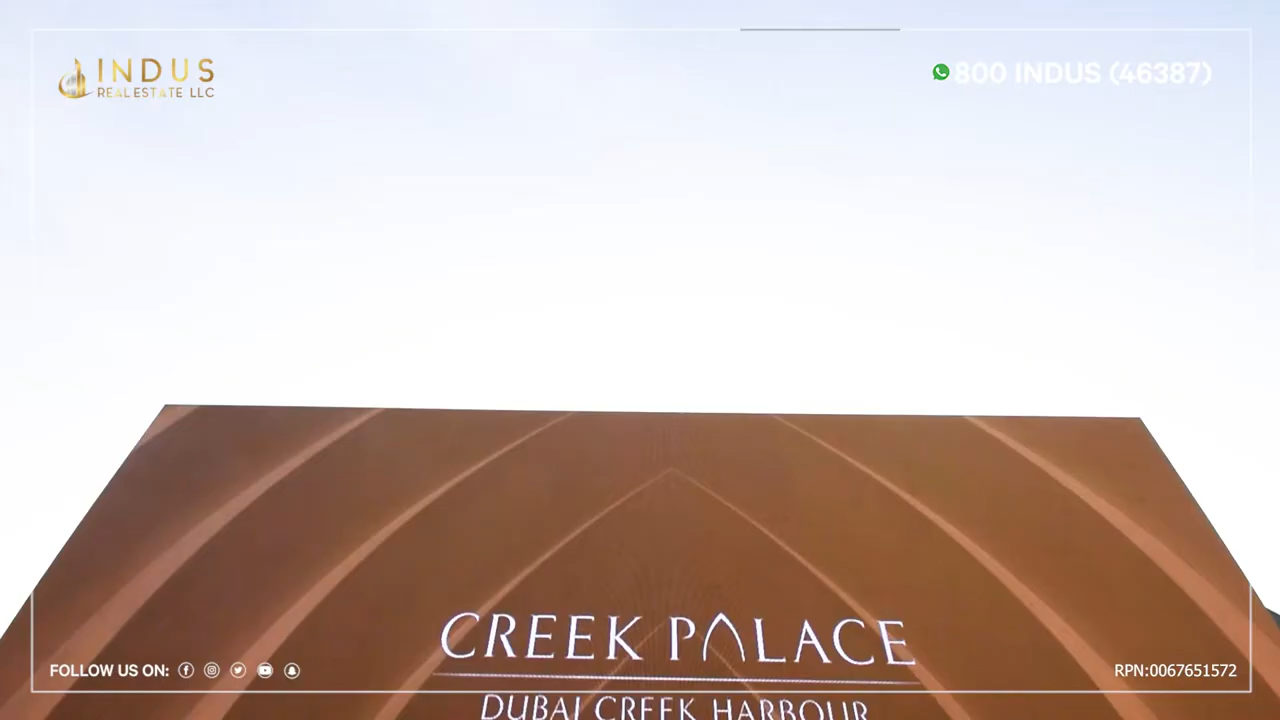 INDUS
REAL ESTATE LLC
800 INDUS (46387)
CREEK PALACE
DUBAI CREEK HARBOUR
FOLLOW US ON:
RPN:0067651572